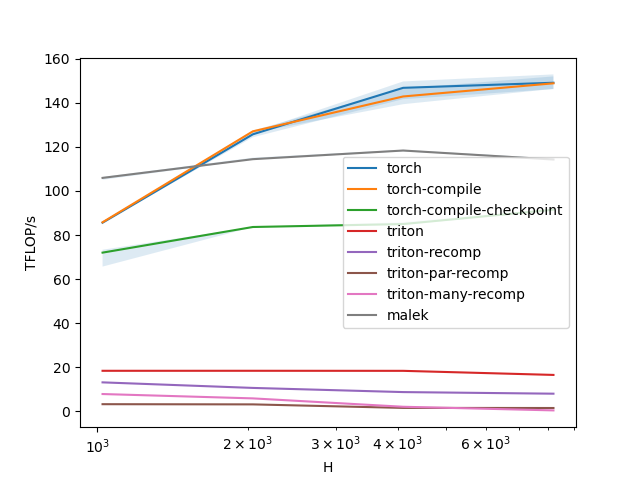 160
140
120
100
80
60
40
20
0
TFLOP/s
torch
torch-compile
torch-compile-checkpoint
triton
triton-recomp
triton-par-recomp
triton-many-recomp
malek
10³ 2 × 10³ 3 × 10³ 4 × 10³ 6 × 10³
H